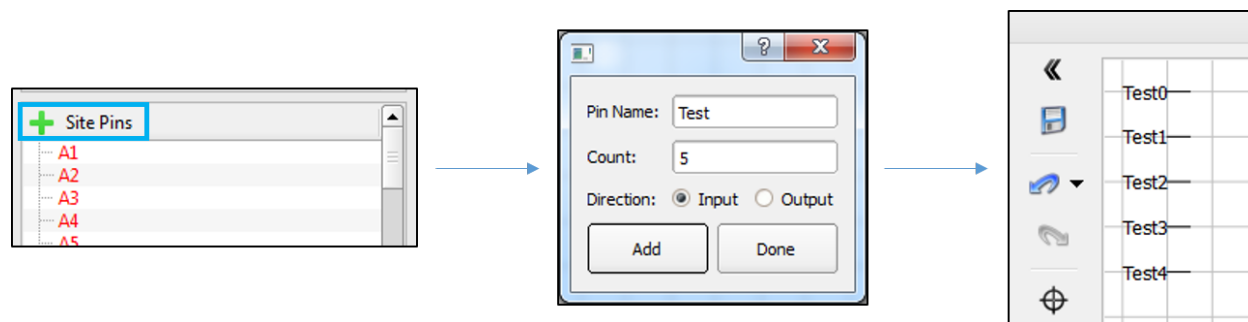 Site Pins
A1
A2
A3
A4
A5
?
X
Pin Name: Test
Count: 5
Direction: Input Output
Add Done
Test0
Test1
Test2
Test3
Test4